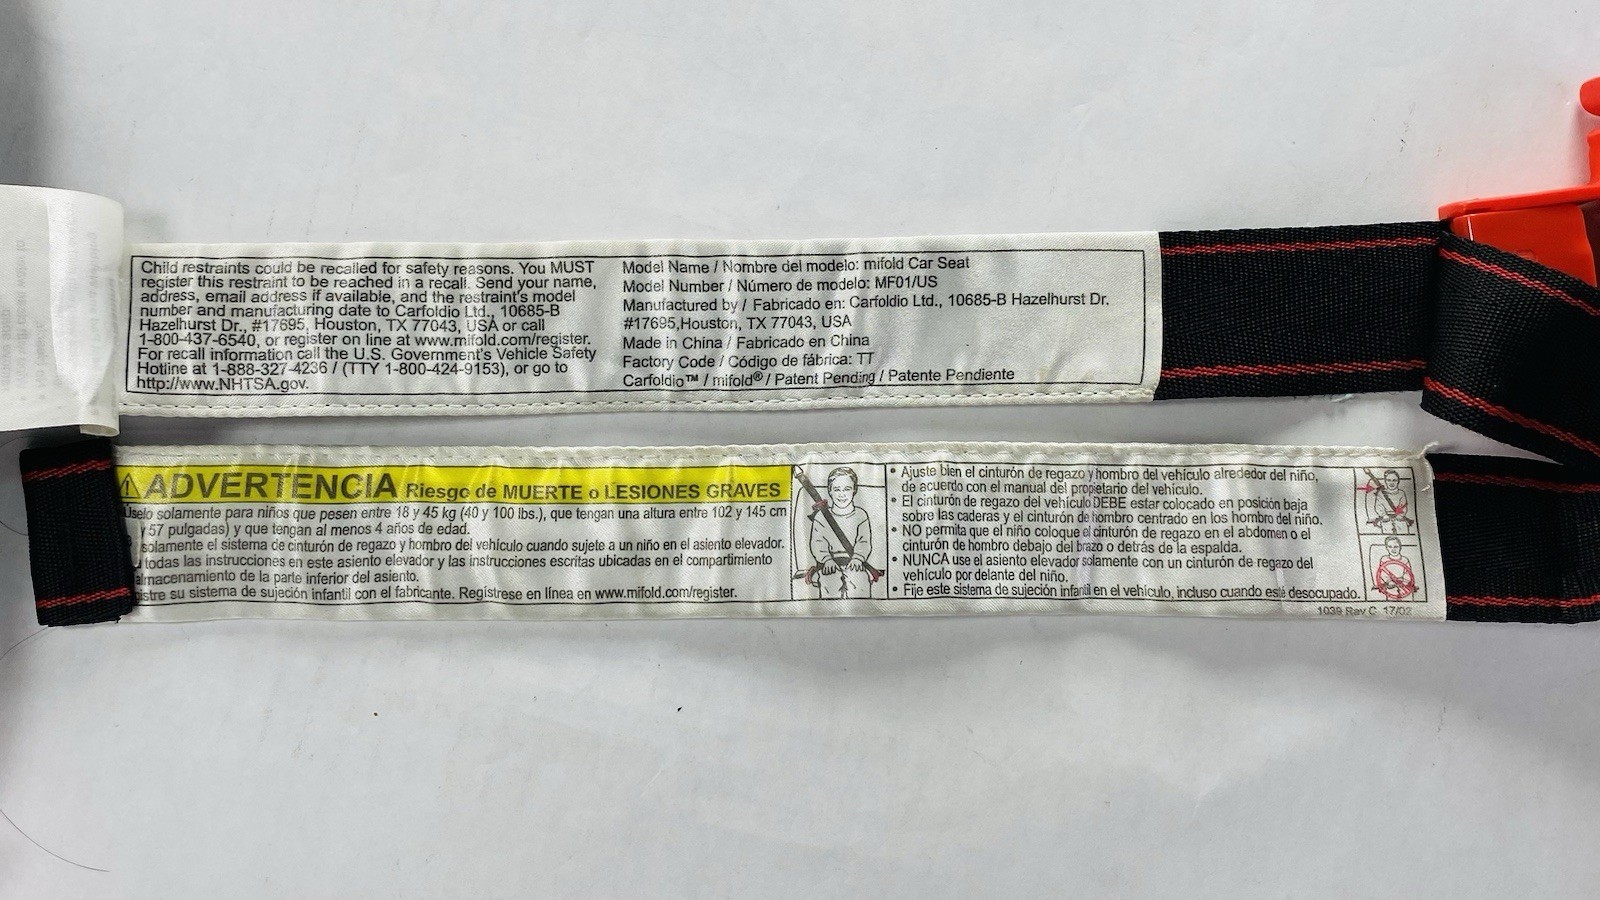 Child restraints could be recalled for safety reasons. You MUST
register this restraint to be reached in a recall. Send your name,
address, email address if available, and the restraint's model
number and manufacturing date to Carfoldio Ltd., 10685-B
Hazelhurst Dr., #17695, Houston, TX 77043, USA or call
1-800-437-6540, or register on line at www.mifold.com/register.
For recall information call the U.S. Government's Vehicle Safety
Hotline at 1-888-327-4236 / (TTY 1-800-424-9153), or go to
http://www.NHTSA.gov.
Model Name / Nombre del modelo: mifold Car Seat
Model Number / Número de modelo: MF01/US
Manufactured by / Fabricado en: Carfoldio Ltd., 10685-B Hazelhurst Dr.
#17695,Houston, TX 77043, USA
Made in China / Fabricado en China
Factory Code / Código de fábrica: TT
Carfoldio™ / mifold® / Patent Pending / Patente Pendiente
ADVERTENCIA Riesgo de MUERTE o LESIONES GRAVES
Úselo solamente para niños que pesen entre 18 y 45 kg (40 y 100 lbs.), que tengan una altura entre 102 y 145 cm
y 57 pulgadas) y que tengan al menos 4 años de edad.
solamente el sistema de cinturón de regazo y hombro del vehículo cuando sujete a un niño en el asiento elevador.
todas las instrucciones en este asiento elevador y las instrucciones escritas ubicadas en el compartimiento
almacenamiento de la parte inferior del asiento.
su sistema de sujeción infantil con el fabricante. Regístrese en línea en www.mifold.com/register.
• Ajuste bien el cinturón de regazo y hombro del vehículo alrededor del niño,
de acuerdo con el manual del propietario del vehículo.
• El cinturón de regazo del vehículo DEBE estar colocado en posición baja
sobre las caderas y el cinturón de hombro centrado en los hombro del niño.
• NO permita que el niño coloque el cinturón de regazo en el abdomen o el
cinturón de hombro debajo del brazo o detrás de la espalda.
• NUNCA use el asiento elevador solamente con un cinturón de regazo del
vehículo por delante del niño.
• Fije este sistema de sujeción infantil en el vehículo, incluso cuando esté desocupado.
1039 Rev C 17/02